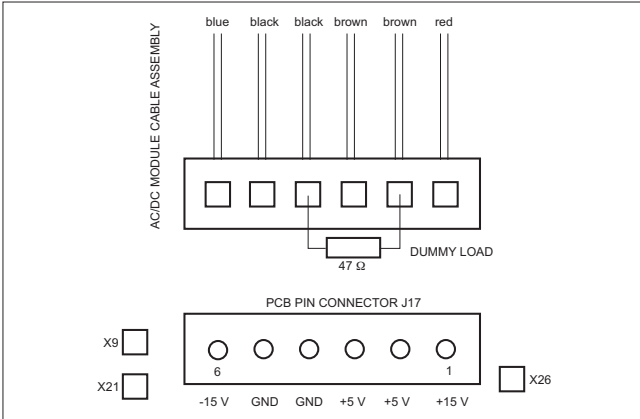 blue black black brown brown red
AC/DC MODULE CABLE ASSEMBLY
DUMMY LOAD
47 Ω
PCB PIN CONNECTOR J17
X9
6 1
X21
X26
-15 V GND GND +5 V +5 V +15 V